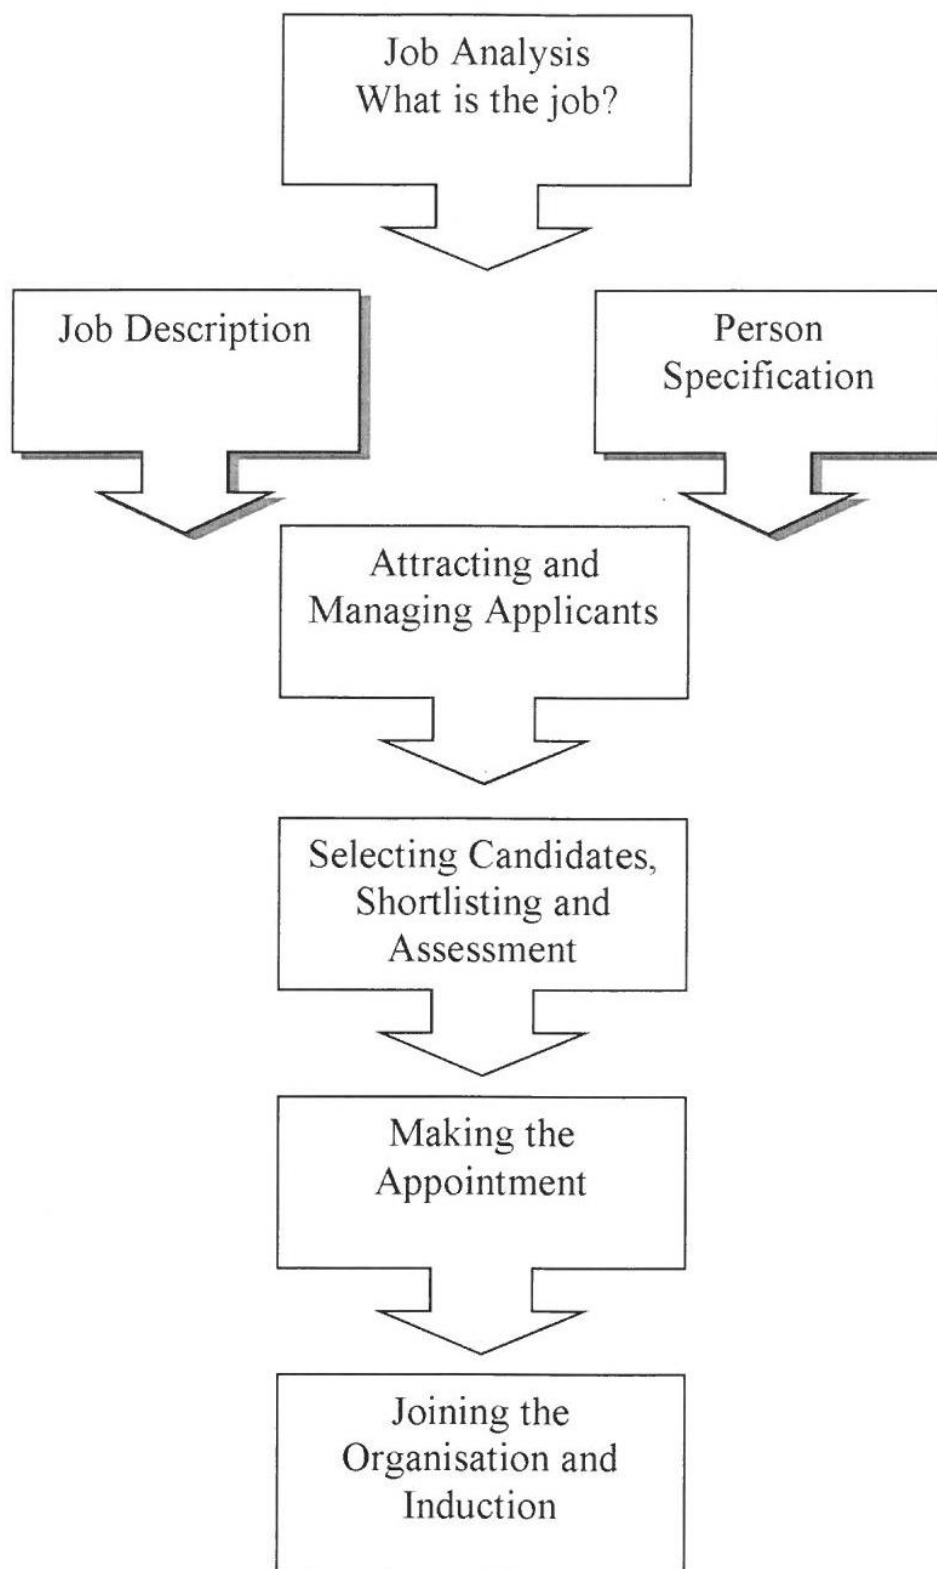 Job Analysis
What is the job?
Job Description
Person
Specification
Attracting and
Managing Applicants
Selecting Candidates,
Shortlisting and
Assessment
Making the
Appointment
Joining the
Organisation and
Induction